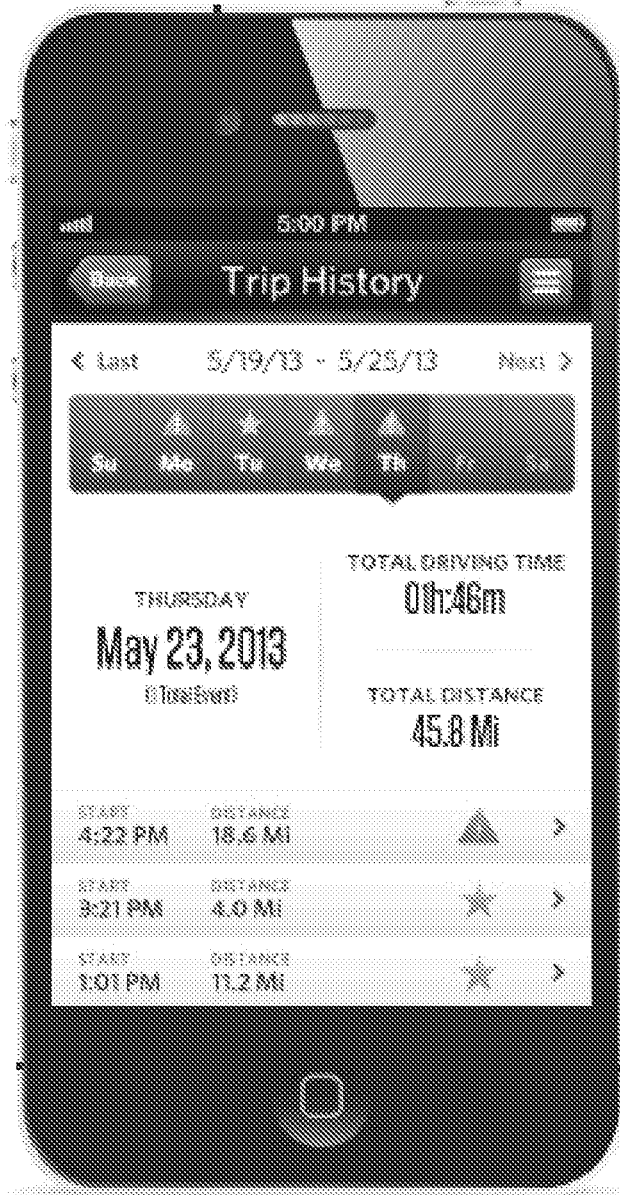 5:00 PM
Back Trip History
< Last 5/19/13 - 5/25/13 Next >
Su Mo Tu We Th Fr Sa
THURSDAY
May 23, 2013
TOTAL DRIVING TIME
01h:46m
TOTAL DISTANCE
45.8 Mi
START DISTANCE
4:22 PM 18.6 Mi >
START DISTANCE
3:21 PM 4.0 Mi >
START DISTANCE
1:01 PM 11.2 Mi >